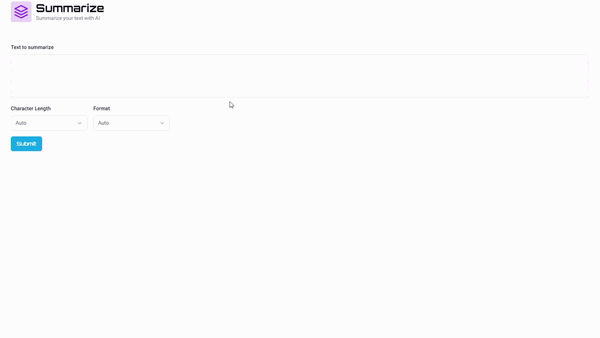 Summarize
Summarize your text with AI
Text to summarize
Character Length
Format
Auto
Auto
Submit